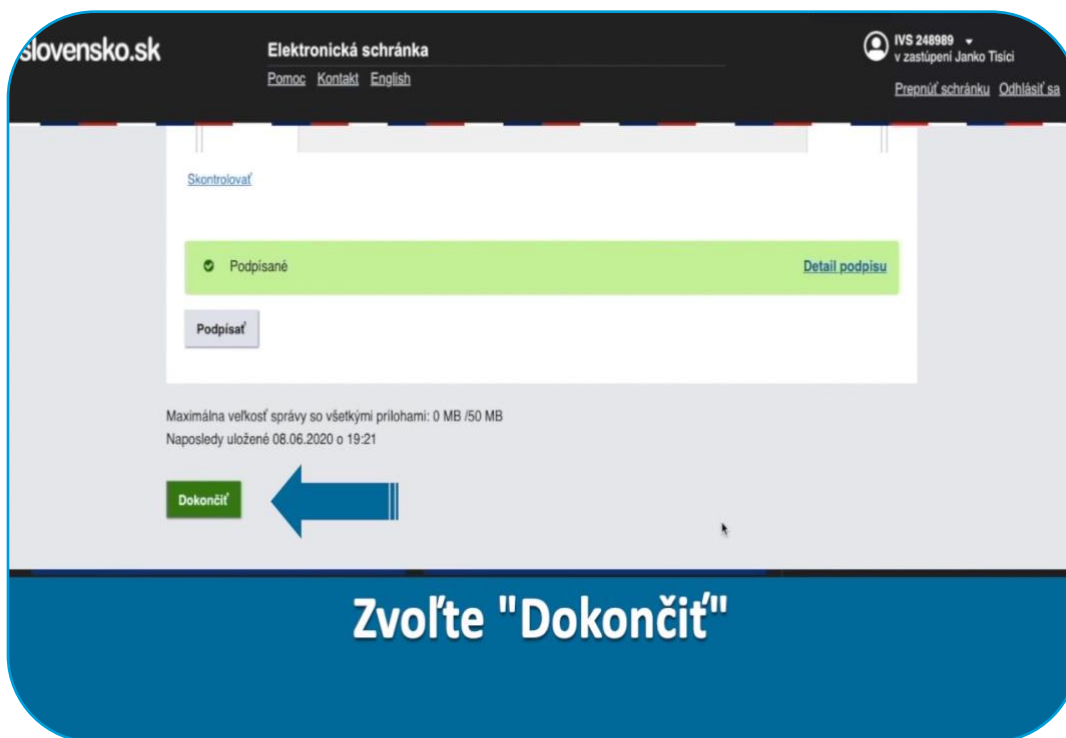 slovensko.sk
Elektronická schránka
Pomoc Kontakt English
IVS 248989
v zastúpení Janko Tisíci
Prepnúť schránku Odhlásiť sa
Skontrolovať
Podpísané
Detail podpisu
Podpísať
Maximálna veľkosť správy so všetkými prílohami: 0 MB /50 MB
Naposledy uložené 08.06.2020 o 19:21
Dokončiť
Zvoľte "Dokončiť"